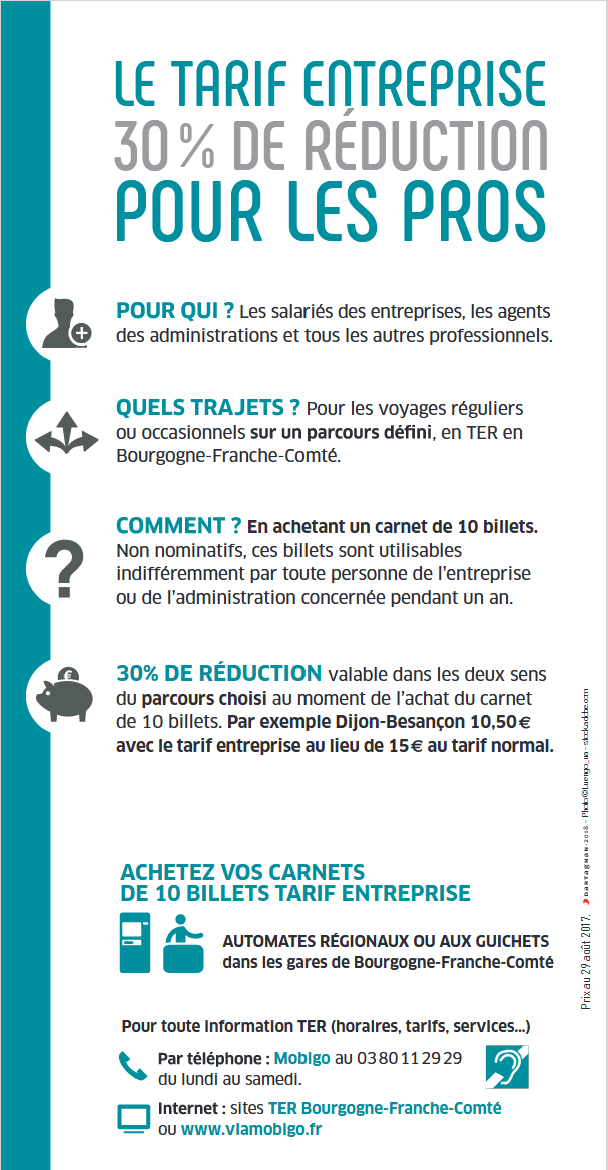 LE TARIF ENTREPRISE
30 % DE RÉDUCTION
POUR LES PROS
POUR QUI ? Les salariés des entreprises, les agents
des administrations et tous les autres professionnels.
QUELS TRAJETS ? Pour les voyages réguliers
ou occasionnels sur un parcours défini, en TER en
Bourgogne-Franche-Comté.
COMMENT ? En achetant un carnet de 10 billets.
Non nominatifs, ces billets sont utilisables
indifféremment par toute personne de l'entreprise
ou de l'administration concernée pendant un an.
30% DE RÉDUCTION valable dans les deux sens
du parcours choisi au moment de l'achat du carnet
de 10 billets. Par exemple Dijon-Besançon 10,50 €
avec le tarif entreprise au lieu de 15 € au tarif normal.
ACHETEZ VOS CARNETS
DE 10 BILLETS TARIF ENTREPRISE
AUTOMATES RÉGIONAUX OU AUX GUICHETS
dans les gares de Bourgogne-Franche-Comté
Pour toute information TER (horaires, tarifs, services...)
Par téléphone : Mobigo au 03 80 11 29 29
du lundi au samedi.
Internet : sites TER Bourgogne-Franche-Comté
ou www.viamobigo.fr
Prix au 29 août 2017. DARTAGNAN-2018 - Photo © Luengo_ua - stock.adobe.com